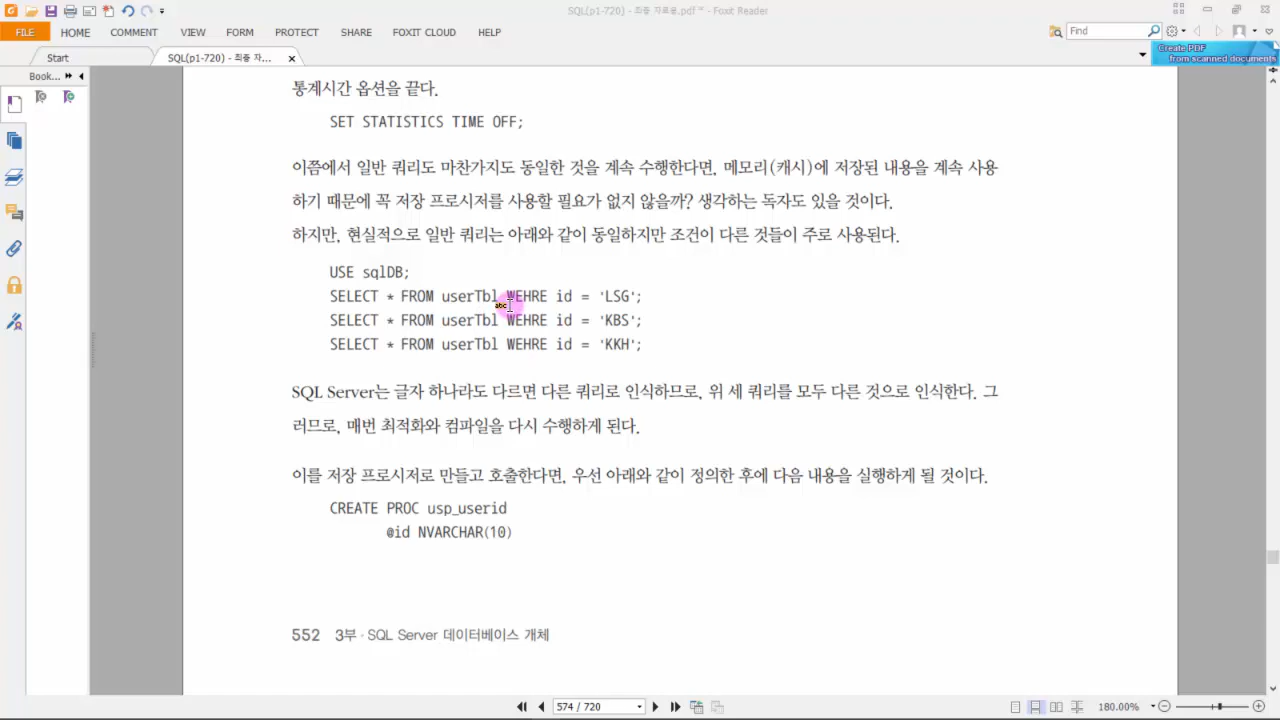 SQL(p1-720) - 최종 자료용.pdf * - Foxit Reader
FILE HOME COMMENT VIEW FORM PROTECT SHARE FOXIT CLOUD HELP
Find
Start SQL(p1-720) - 최종 자...
Create PDF
from scanned documents
Book...
통계시간 옵션을 끝다.
SET STATISTICS TIME OFF;
이쯤에서 일반 쿼리도 마찬가지도 동일한 것을 계속 수행한다면, 메모리(캐시)에 저장된 내용을 계속 사용
하기 때문에 꼭 저장 프로시저를 사용할 필요가 없지 않을까? 생각하는 독자도 있을 것이다.
하지만, 현실적으로 일반 쿼리는 아래와 같이 동일하지만 조건이 다른 것들이 주로 사용된다.
USE sqlDB;
SELECT * FROM userTbl WEHRE id = 'LSG';
abc
SELECT * FROM userTbl WEHRE id = 'KBS';
SELECT * FROM userTbl WEHRE id = 'KKH';
SQL Server는 글자 하나라도 다르면 다른 쿼리로 인식하므로, 위 세 쿼리를 모두 다른 것으로 인식한다. 그
러므로, 매번 최적화와 컴파일을 다시 수행하게 된다.
이를 저장 프로시저로 만들고 호출한다면, 우선 아래와 같이 정의한 후에 다음 내용을 실행하게 될 것이다.
CREATE PROC usp_userid
@id NVARCHAR(10)
552 3부 · SQL Server 데이터베이스 개체
574 / 720
180.00%